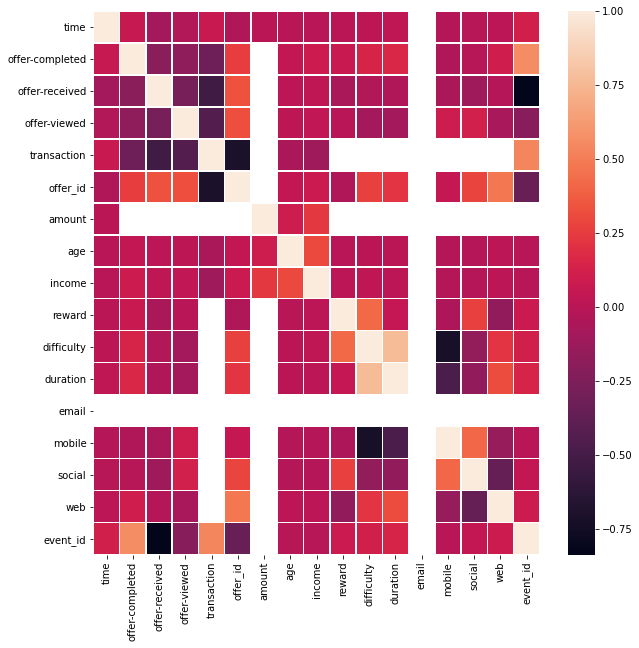 time
offer-completed
offer-received
offer-viewed
transaction
offer_id
amount
age
income
reward
difficulty
duration
email
mobile
social
web
event_id
time
offer-completed
offer-received
offer-viewed
transaction
offer_id
amount
age
income
reward
difficulty
duration
email
mobile
social
web
event_id
1.00
0.75
0.50
0.25
0.00
−0.25
−0.50
−0.75